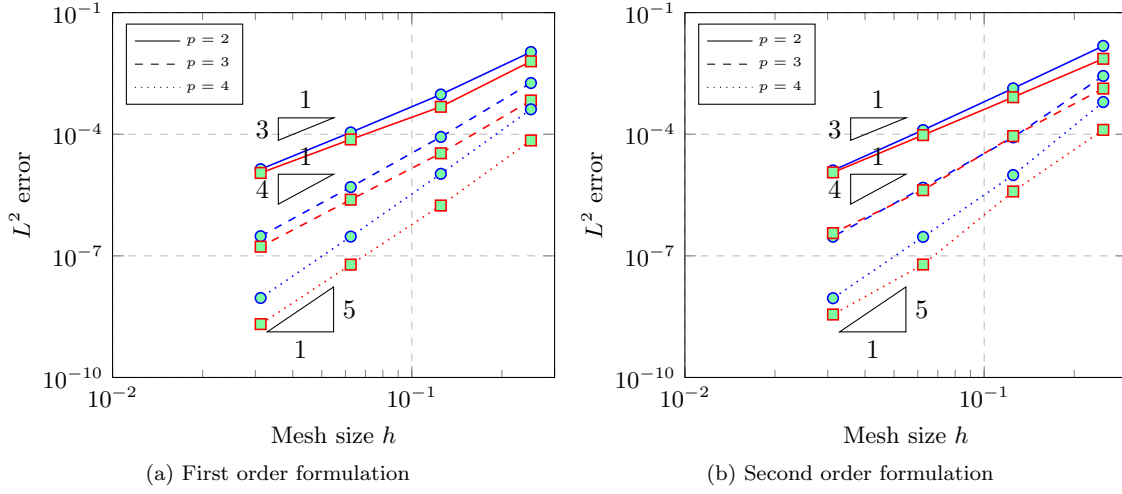 10^−1
10^−4
10^−7
10^−10
10^−2
10^−1
L^2 error
Mesh size h
p = 2
p = 3
p = 4
1
3
1
4
5
1
(a) First order formulation
10^−1
10^−4
10^−7
10^−10
10^−2
10^−1
L^2 error
Mesh size h
p = 2
p = 3
p = 4
1
3
1
4
5
1
(b) Second order formulation